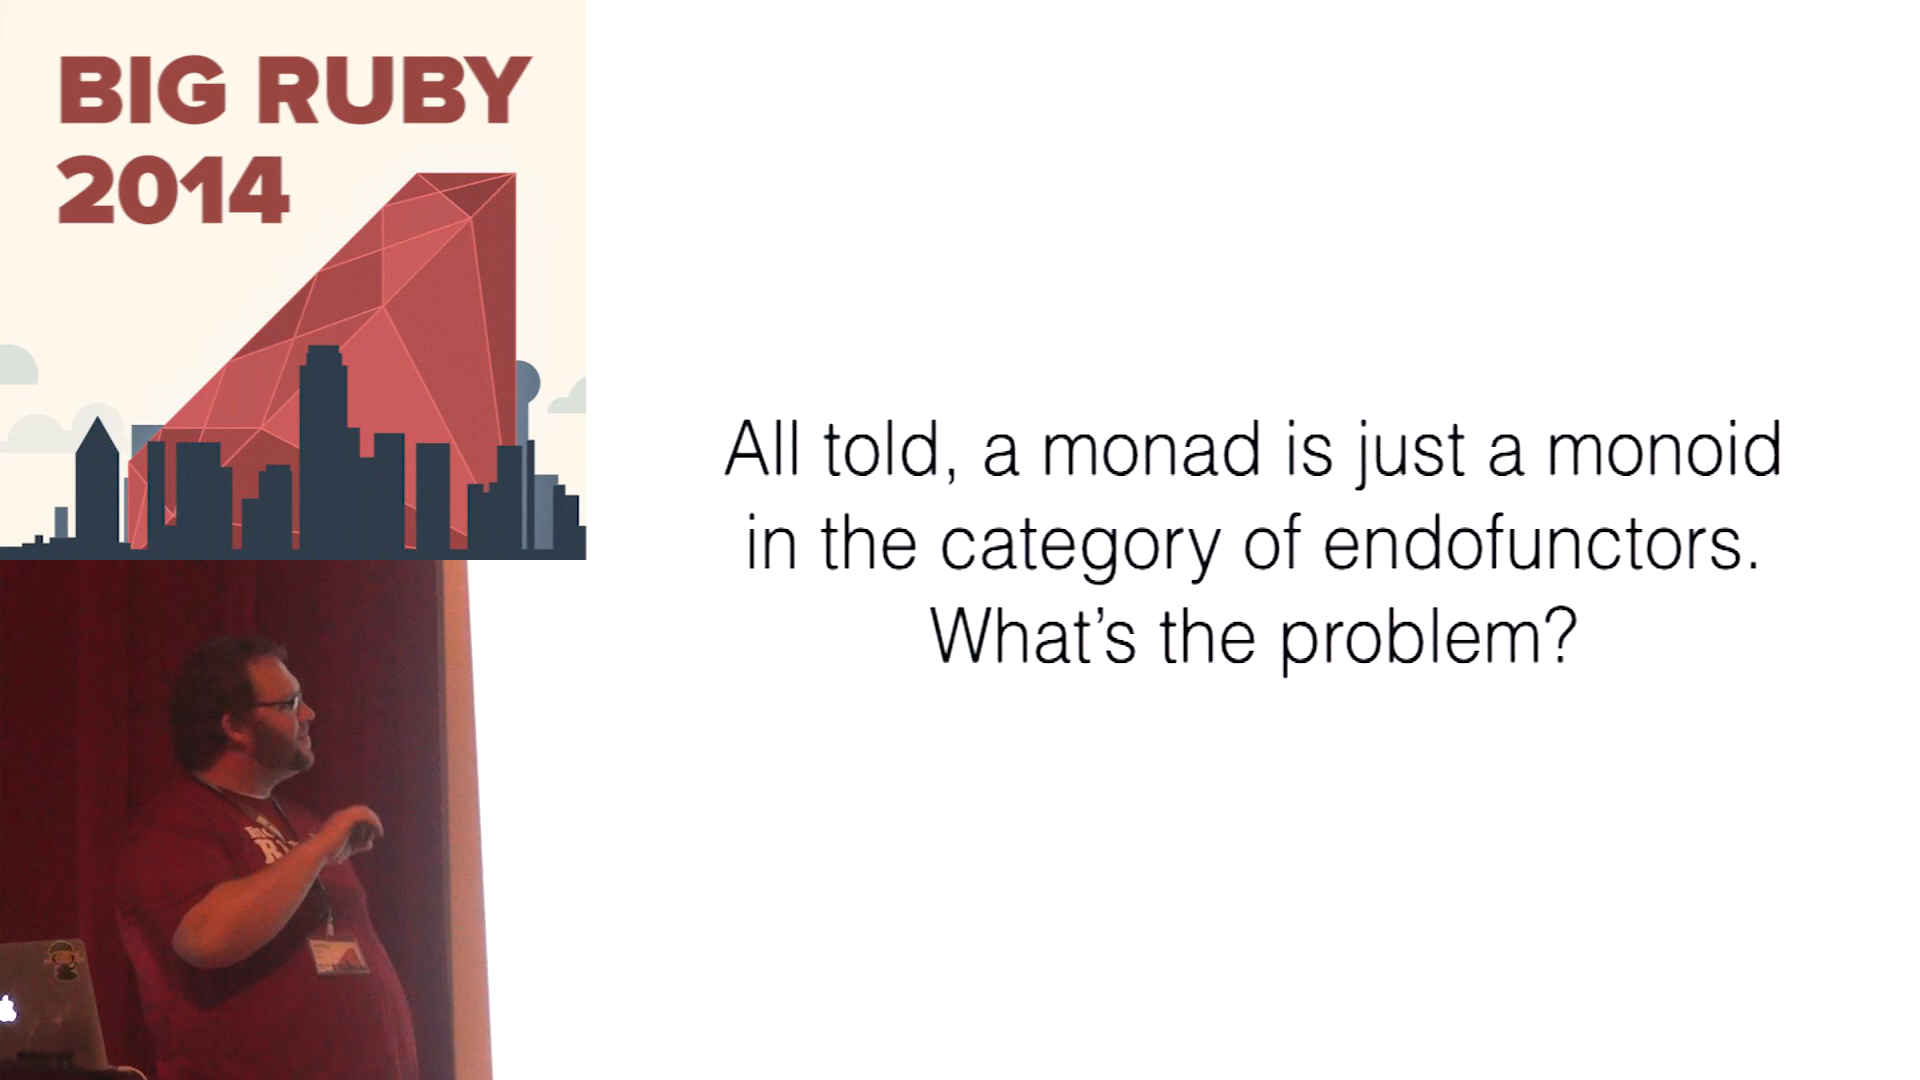 BIG RUBY
2014
All told, a monad is just a monoid
in the category of endofunctors.
What's the problem?